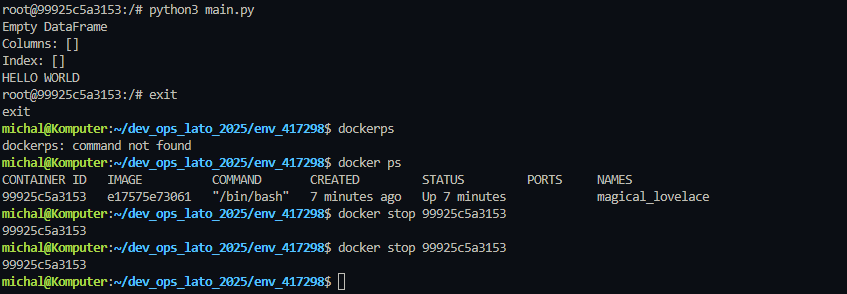 root@99925c5a3153:/# python3 main.py
Empty DataFrame
Columns: []
Index: []
HELLO WORLD
root@99925c5a3153:/# exit
exit
michal@Komputer:~/dev_ops_lato_2025/env_417298$ dockerps
dockerps: command not found
michal@Komputer:~/dev_ops_lato_2025/env_417298$ docker ps
CONTAINER ID   IMAGE          COMMAND       CREATED         STATUS         PORTS     NAMES
99925c5a3153   e17575e73061   "/bin/bash"   7 minutes ago   Up 7 minutes             magical_lovelace
michal@Komputer:~/dev_ops_lato_2025/env_417298$ docker stop 99925c5a3153
99925c5a3153
michal@Komputer:~/dev_ops_lato_2025/env_417298$ docker stop 99925c5a3153
99925c5a3153
michal@Komputer:~/dev_ops_lato_2025/env_417298$